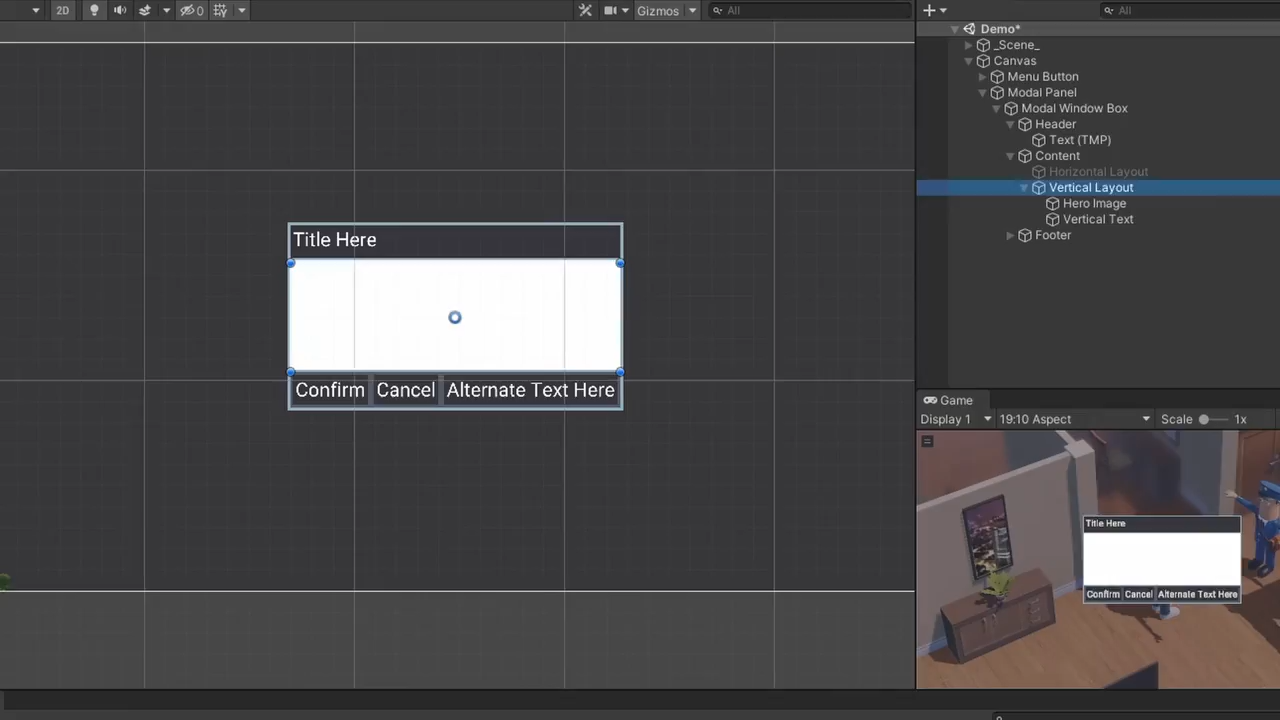 2D
0
Gizmos
All
All
Demo*
_Scene_
Canvas
Menu Button
Modal Panel
Modal Window Box
Header
Text (TMP)
Content
Horizontal Layout
Vertical Layout
Hero Image
Vertical Text
Footer
Title Here
Confirm
Cancel
Alternate Text Here
Game
Display 1
19:10 Aspect
Scale
1x
Title Here
Confirm
Cancel
Alternate Text Here